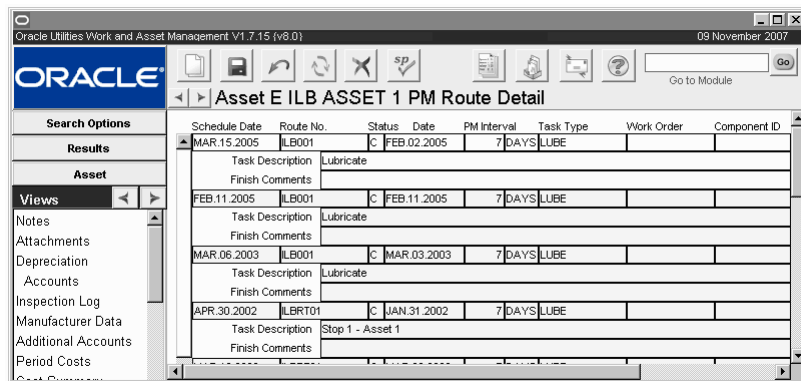 Oracle Utilities Work and Asset Management V1.7.15 {v8.0} 09 November 2007
ORACLE
sp
Go
Go to Module
Asset E ILB ASSET 1 PM Route Detail
Search Options
Results
Asset
Views
Notes
Attachments
Depreciation
Accounts
Inspection Log
Manufacturer Data
Additional Accounts
Period Costs
Cost Summary
Schedule Date Route No. Status Date PM Interval Task Type Work Order Component ID
MAR.15.2005 ILB001 C FEB.02.2005 7 DAYS LUBE
Task Description Lubricate
Finish Comments
FEB.11.2005 ILB001 C FEB.11.2005 7 DAYS LUBE
Task Description Lubricate
Finish Comments
MAR.06.2003 ILB001 C MAR.03.2003 7 DAYS LUBE
Task Description Lubricate
Finish Comments
APR.30.2002 ILBRT01 C JAN.31.2002 7 DAYS LUBE
Task Description Stop 1 - Asset 1
Finish Comments